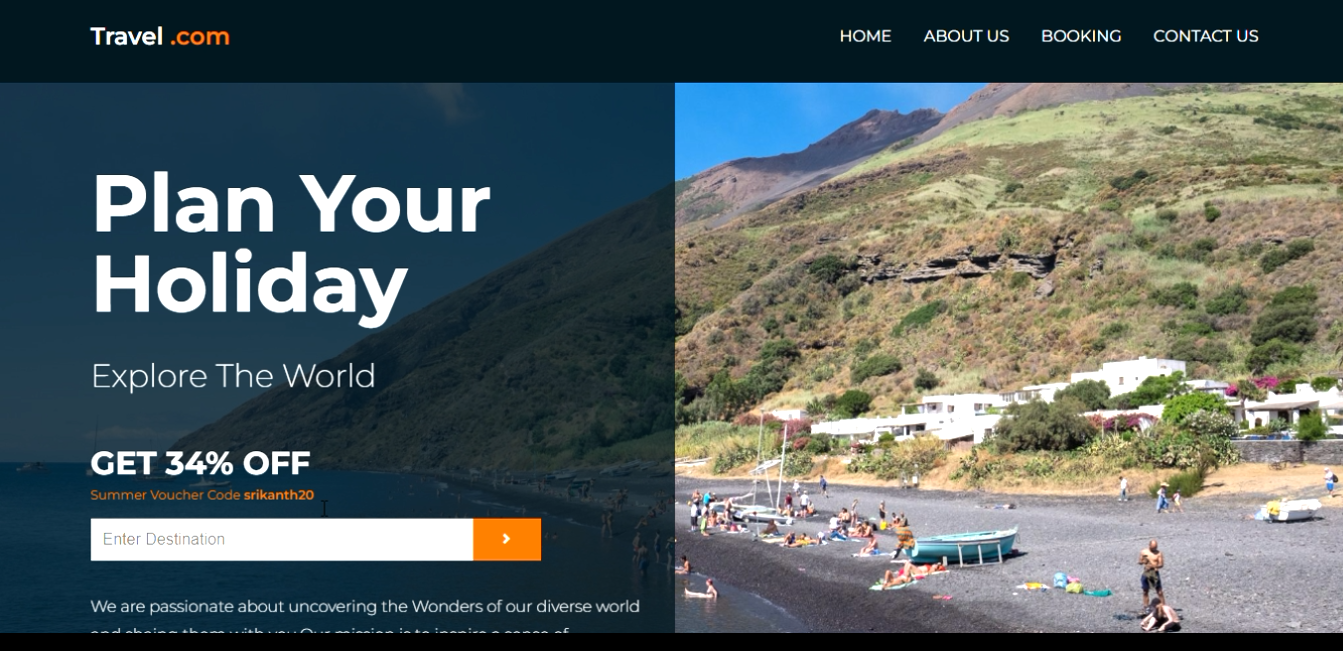 Travel .com
HOME ABOUT US BOOKING CONTACT US
Plan Your
Holiday
Explore The World
GET 34% OFF
Summer Voucher Code srikanth20
Enter Destination
We are passionate about uncovering the Wonders of our diverse world
and shaing them with you Our mission is to inspire a sense of